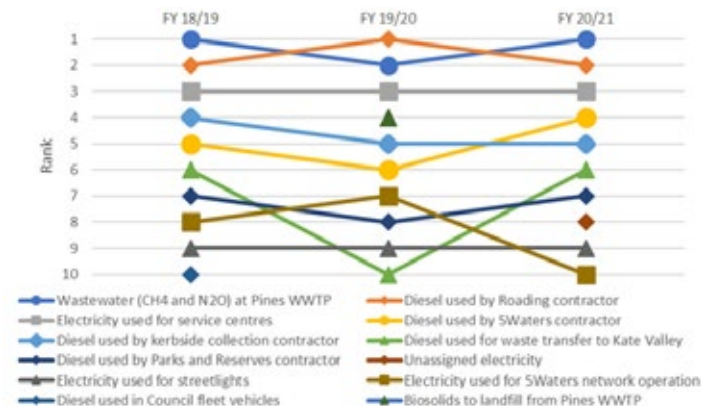 FY 18/19 FY 19/20 FY 20/21
1
2
3
4
5
6
7
8
9
10
Rank
Wastewater (CH4 and N2O) at Pines WWTP Diesel used by Roading contractor
Electricity used for service centres Diesel used by 5Waters contractor
Diesel used by kerbside collection contractor Diesel used for waste transfer to Kate Valley
Diesel used by Parks and Reserves contractor Unassigned electricity
Electricity used for streetlights Electricity used for 5Waters network operation
Diesel used in Council fleet vehicles Biosolids to landfill from Pines WWTP